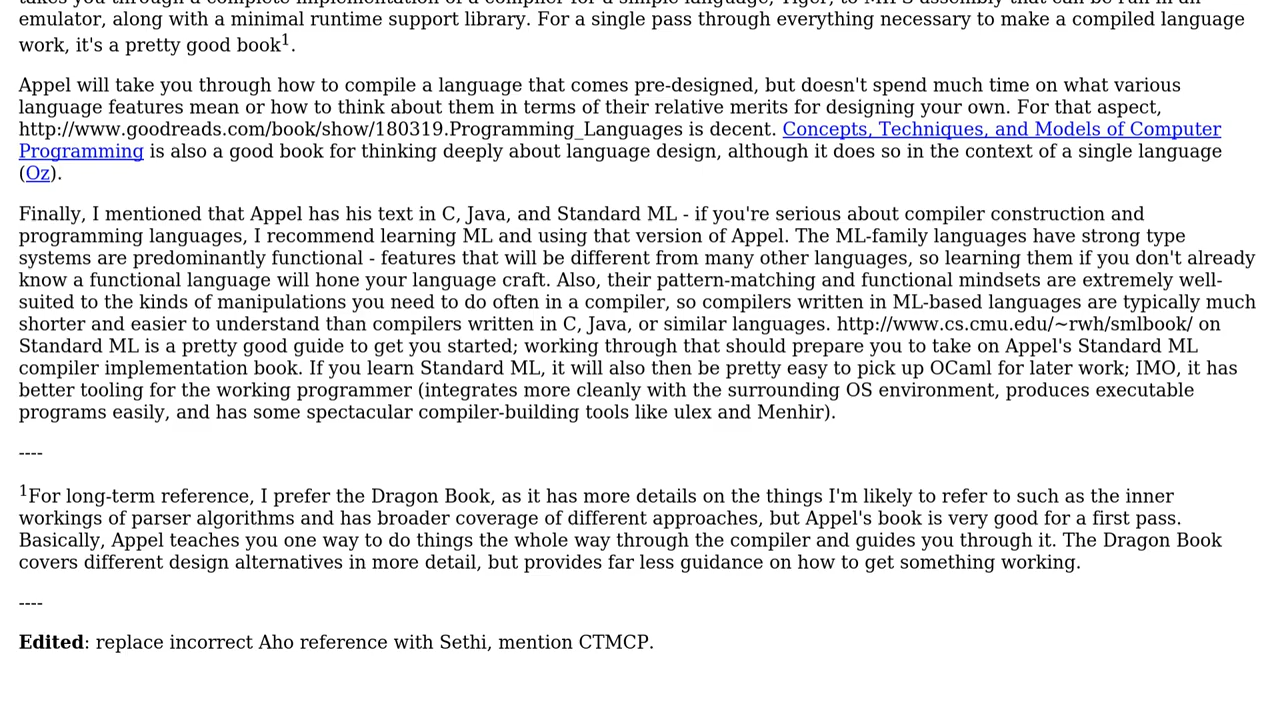 emulator, along with a minimal runtime support library. For a single pass through everything necessary to make a compiled language
work, it's a pretty good book1.
Appel will take you through how to compile a language that comes pre-designed, but doesn't spend much time on what various
language features mean or how to think about them in terms of their relative merits for designing your own. For that aspect,
http://www.goodreads.com/book/show/180319.Programming_Languages is decent. Concepts, Techniques, and Models of Computer
Programming is also a good book for thinking deeply about language design, although it does so in the context of a single language
(Oz).
Finally, I mentioned that Appel has his text in C, Java, and Standard ML - if you're serious about compiler construction and
programming languages, I recommend learning ML and using that version of Appel. The ML-family languages have strong type
systems are predominantly functional - features that will be different from many other languages, so learning them if you don't already
know a functional language will hone your language craft. Also, their pattern-matching and functional mindsets are extremely well-
suited to the kinds of manipulations you need to do often in a compiler, so compilers written in ML-based languages are typically much
shorter and easier to understand than compilers written in C, Java, or similar languages. http://www.cs.cmu.edu/~rwh/smlbook/ on
Standard ML is a pretty good guide to get you started; working through that should prepare you to take on Appel's Standard ML
compiler implementation book. If you learn Standard ML, it will also then be pretty easy to pick up OCaml for later work; IMO, it has
better tooling for the working programmer (integrates more cleanly with the surrounding OS environment, produces executable
programs easily, and has some spectacular compiler-building tools like ulex and Menhir).
----
1For long-term reference, I prefer the Dragon Book, as it has more details on the things I'm likely to refer to such as the inner
workings of parser algorithms and has broader coverage of different approaches, but Appel's book is very good for a first pass.
Basically, Appel teaches you one way to do things the whole way through the compiler and guides you through it. The Dragon Book
covers different design alternatives in more detail, but provides far less guidance on how to get something working.
----
Edited: replace incorrect Aho reference with Sethi, mention CTMCP.